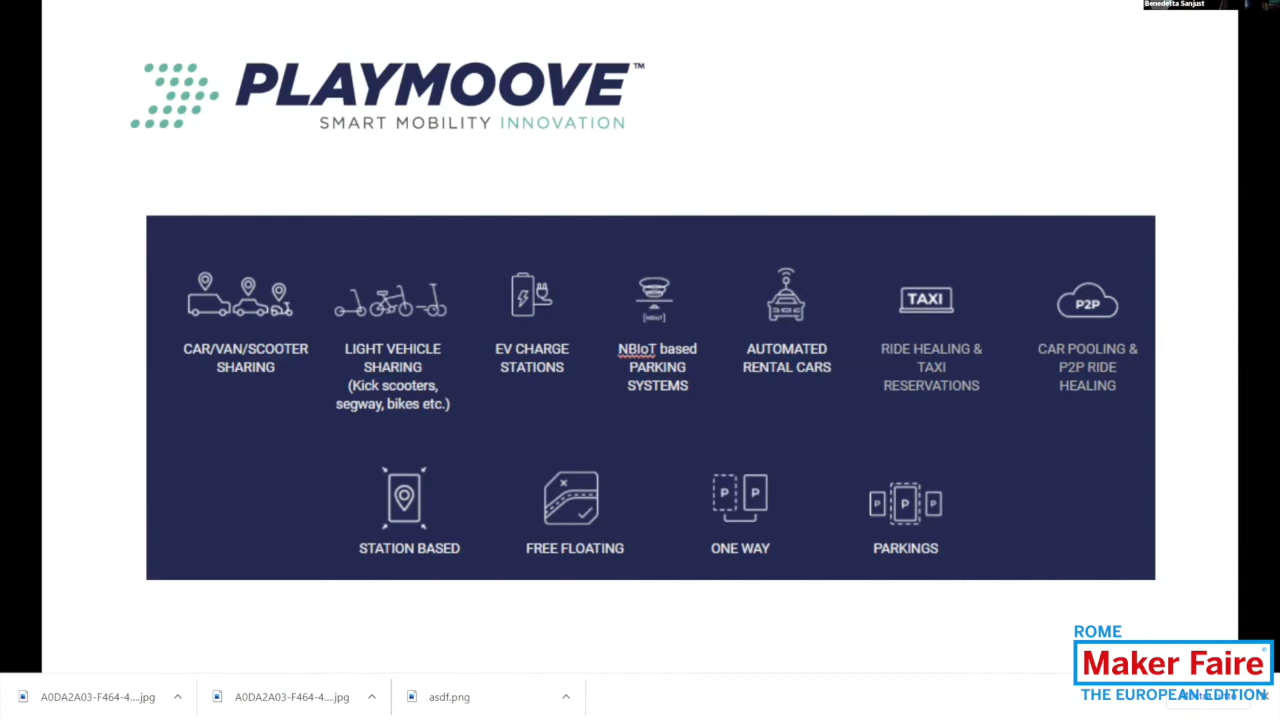 Benedetta Sanjust
PLAYMOOVE™
SMART MOBILITY INNOVATION
TAXI
P2P
[NBIoT]
CAR/VAN/SCOOTER
SHARING
LIGHT VEHICLE
SHARING
(Kick scooters,
segway, bikes etc.)
EV CHARGE
STATIONS
NBIoT based
PARKING
SYSTEMS
AUTOMATED
RENTAL CARS
RIDE HEALING &
TAXI
RESERVATIONS
CAR POOLING &
P2P RIDE
HEALING
P P
P P P
STATION BASED
FREE FLOATING
ONE WAY
PARKINGS
ROME
Maker Faire®
THE EUROPEAN EDITION
A0DA2A03-F464-4....jpg
A0DA2A03-F464-4....jpg
asdf.png